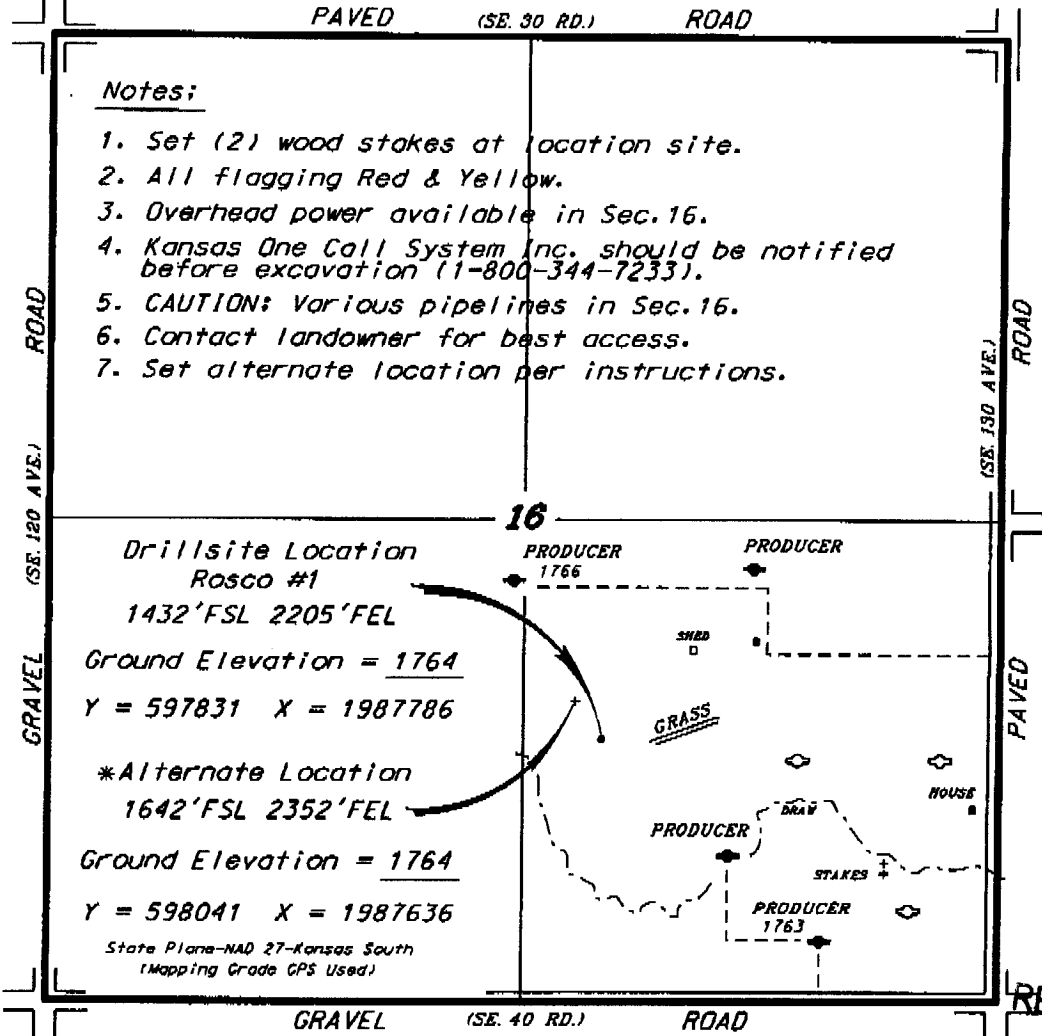 PAVED (SE. 30 RD.) ROAD
Notes:
1. Set (2) wood stakes at location site.
2. All flagging Red & Yellow.
3. Overhead power available in Sec. 16.
4. Kansas One Call System Inc. should be notified
before excavation (1-800-344-7233).
5. CAUTION: Various pipelines in Sec. 16.
6. Contact landowner for best access.
7. Set alternate location per instructions.
GRAVEL (SE. 120 AVE.) ROAD
PAVED (SE. 130 AVE.) ROAD
16
Drillsite Location
Rosco #1
1432'FSL 2205'FEL
Ground Elevation = 1764
Y = 597831 X = 1987786
*Alternate Location
1642'FSL 2352'FEL
Ground Elevation = 1764
Y = 598041 X = 1987636
State Plane-NAD 27-Kansas South
(Mapping Grade GPS Used)
PRODUCER
1766
PRODUCER
SHED
GRASS
HOUSE
DRAW
PRODUCER
STAKES
PRODUCER
1763
GRAVEL (SE. 40 RD.) ROAD